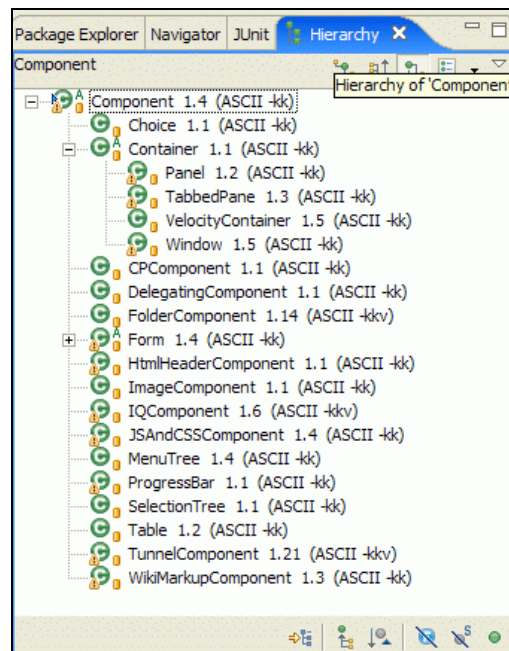 Package Explorer Navigator JUnit Hierarchy
Component
Hierarchy of 'Component
Component 1.4 (ASCII -kk)
Choice 1.1 (ASCII -kk)
Container 1.1 (ASCII -kk)
Panel 1.2 (ASCII -kk)
TabbedPane 1.3 (ASCII -kk)
VelocityContainer 1.5 (ASCII -kk)
Window 1.5 (ASCII -kk)
CPComponent 1.1 (ASCII -kk)
DelegatingComponent 1.1 (ASCII -kk)
FolderComponent 1.14 (ASCII -kkv)
Form 1.4 (ASCII -kk)
HtmlHeaderComponent 1.1 (ASCII -kk)
ImageComponent 1.1 (ASCII -kk)
IQComponent 1.6 (ASCII -kkv)
JSAndCSSComponent 1.4 (ASCII -kk)
MenuTree 1.4 (ASCII -kk)
ProgressBar 1.1 (ASCII -kk)
SelectionTree 1.1 (ASCII -kk)
Table 1.2 (ASCII -kk)
TunnelComponent 1.21 (ASCII -kkv)
WikiMarkupComponent 1.3 (ASCII -kk)